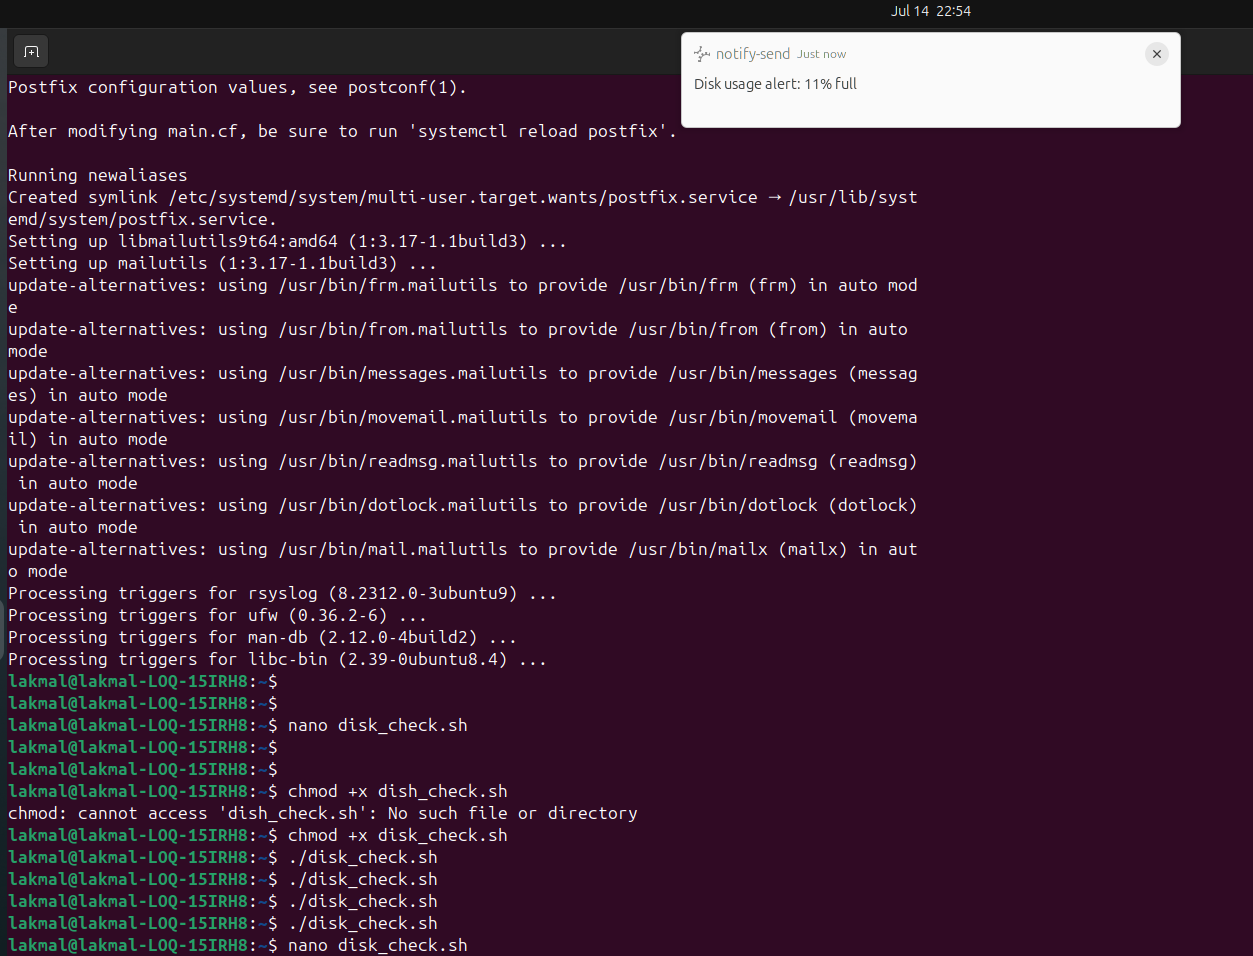 Jul 14 22:54
notify-send Just now
Disk usage alert: 11% full
Postfix configuration values, see postconf(1).
After modifying main.cf, be sure to run 'systemctl reload postfix'.
Running newaliases
Created symlink /etc/systemd/system/multi-user.target.wants/postfix.service → /usr/lib/syst
emd/system/postfix.service.
Setting up libmailutils9t64:amd64 (1:3.17-1.1build3) ...
Setting up mailutils (1:3.17-1.1build3) ...
update-alternatives: using /usr/bin/frm.mailutils to provide /usr/bin/frm (frm) in auto mod
e
update-alternatives: using /usr/bin/from.mailutils to provide /usr/bin/from (from) in auto
mode
update-alternatives: using /usr/bin/messages.mailutils to provide /usr/bin/messages (messag
es) in auto mode
update-alternatives: using /usr/bin/movemail.mailutils to provide /usr/bin/movemail (movema
il) in auto mode
update-alternatives: using /usr/bin/readmsg.mailutils to provide /usr/bin/readmsg (readmsg)
 in auto mode
update-alternatives: using /usr/bin/dotlock.mailutils to provide /usr/bin/dotlock (dotlock)
 in auto mode
update-alternatives: using /usr/bin/mail.mailutils to provide /usr/bin/mailx (mailx) in aut
o mode
Processing triggers for rsyslog (8.2312.0-3ubuntu9) ...
Processing triggers for ufw (0.36.2-6) ...
Processing triggers for man-db (2.12.0-4build2) ...
Processing triggers for libc-bin (2.39-0ubuntu8.4) ...
lakmal@lakmal-LOQ-15IRH8:~$
lakmal@lakmal-LOQ-15IRH8:~$
lakmal@lakmal-LOQ-15IRH8:~$ nano disk_check.sh
lakmal@lakmal-LOQ-15IRH8:~$
lakmal@lakmal-LOQ-15IRH8:~$
lakmal@lakmal-LOQ-15IRH8:~$ chmod +x dish_check.sh
chmod: cannot access 'dish_check.sh': No such file or directory
lakmal@lakmal-LOQ-15IRH8:~$ chmod +x disk_check.sh
lakmal@lakmal-LOQ-15IRH8:~$ ./disk_check.sh
lakmal@lakmal-LOQ-15IRH8:~$ ./disk_check.sh
lakmal@lakmal-LOQ-15IRH8:~$ ./disk_check.sh
lakmal@lakmal-LOQ-15IRH8:~$ ./disk_check.sh
lakmal@lakmal-LOQ-15IRH8:~$ nano disk_check.sh